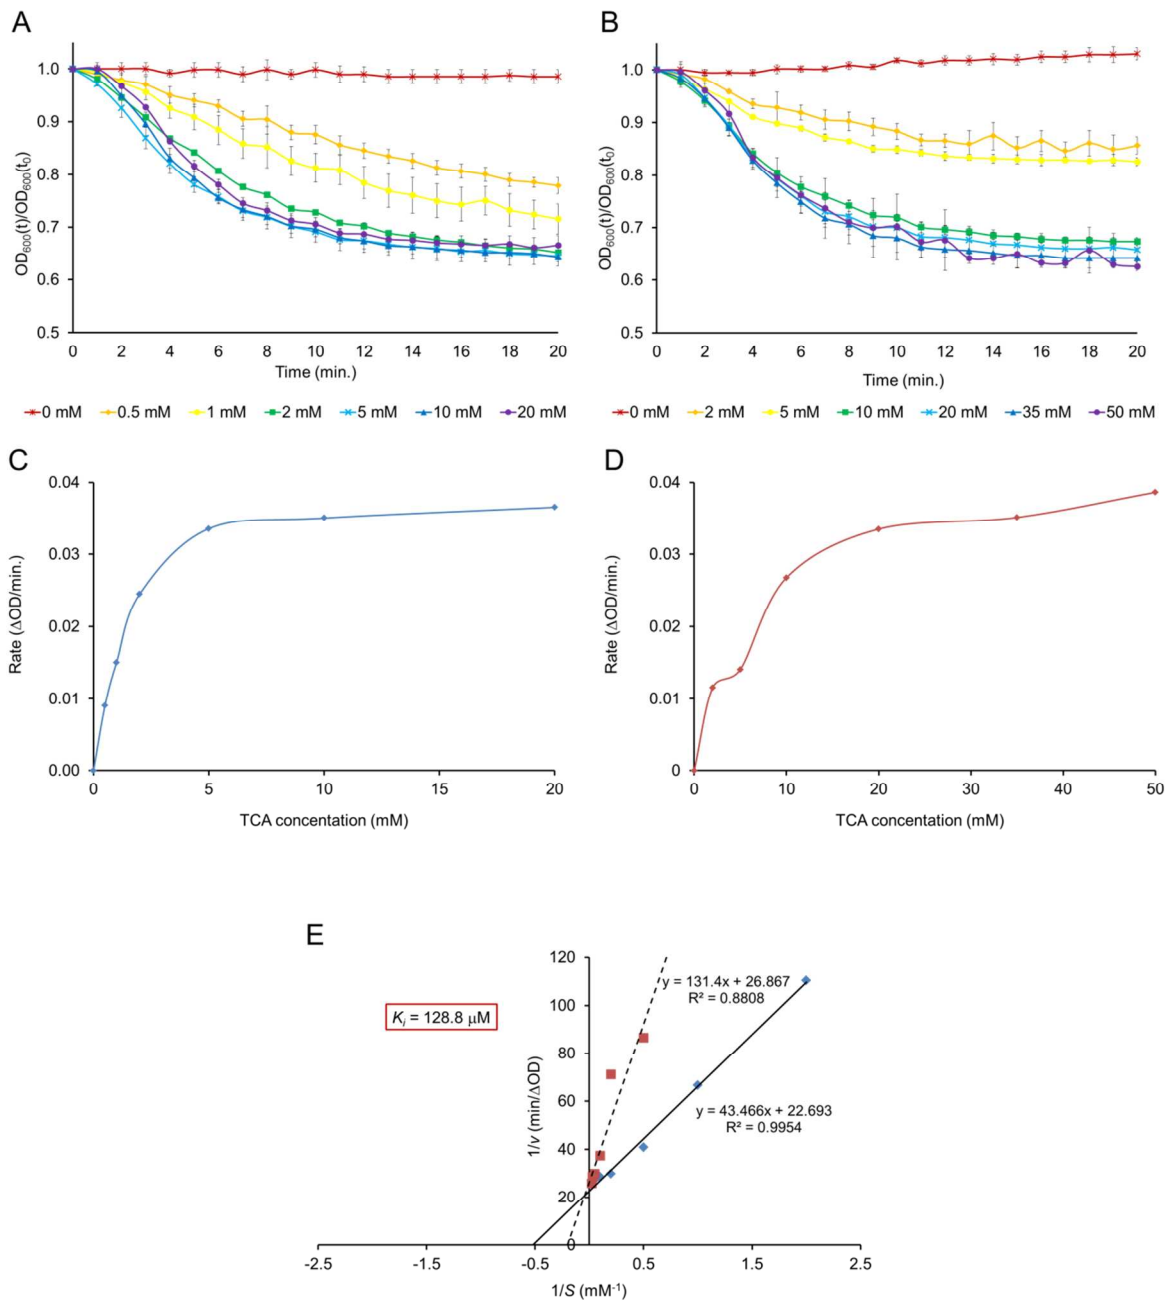 A
OD600(t)/OD600(t0)
1.0
0.9
0.8
0.7
0.6
0.5
0 2 4 6 8 10 12 14 16 18 20
Time (min.)
0 mM 0.5 mM 1 mM 2 mM 5 mM 10 mM 20 mM
B
OD600(t)/OD600(t0)
1.0
0.9
0.8
0.7
0.6
0.5
0 2 4 6 8 10 12 14 16 18 20
Time (min.)
0 mM 2 mM 5 mM 10 mM 20 mM 35 mM 50 mM
C
Rate (ΔOD/min.)
0.04
0.03
0.02
0.01
0.00
0 5 10 15 20
TCA concentation (mM)
D
Rate (ΔOD/min.)
0.04
0.03
0.02
0.01
0
0 10 20 30 40 50
TCA concentation (mM)
E
Ki = 128.8 μM
1/v (min/ΔOD)
120
100
80
60
40
20
0
y = 131.4x + 26.867
R² = 0.8808
y = 43.466x + 22.693
R² = 0.9954
-2.5 -1.5 -0.5 0.5 1.5 2.5
1/S (mM-1)